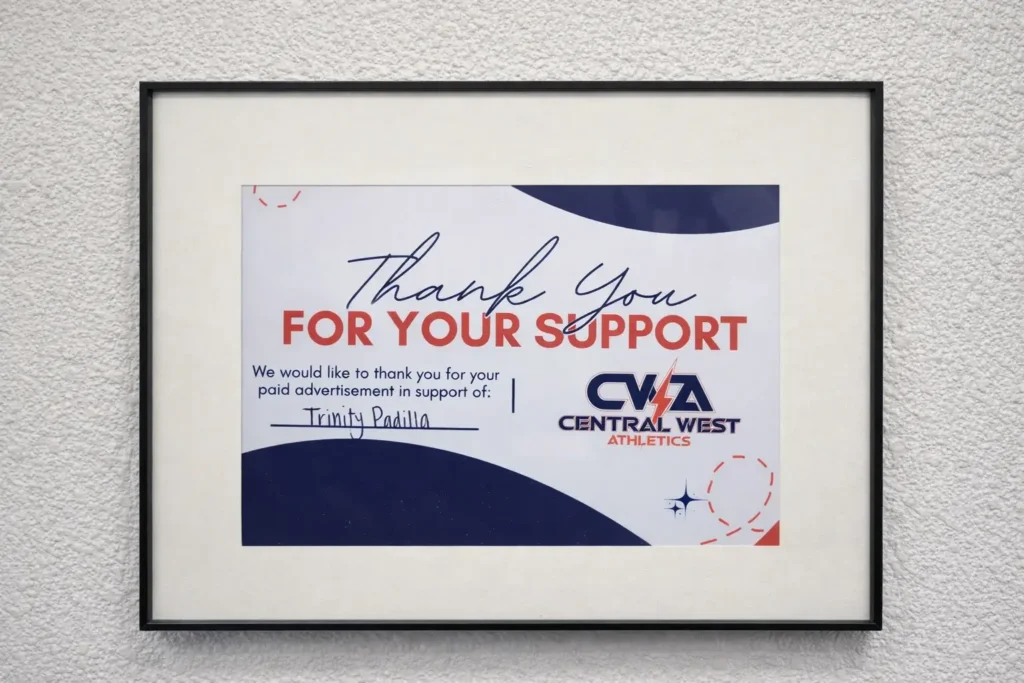 Thank You
FOR YOUR SUPPORT
We would like to thank you for your
paid advertisement in support of:
Trinity Padilla
CWA
CENTRAL WEST
ATHLETICS